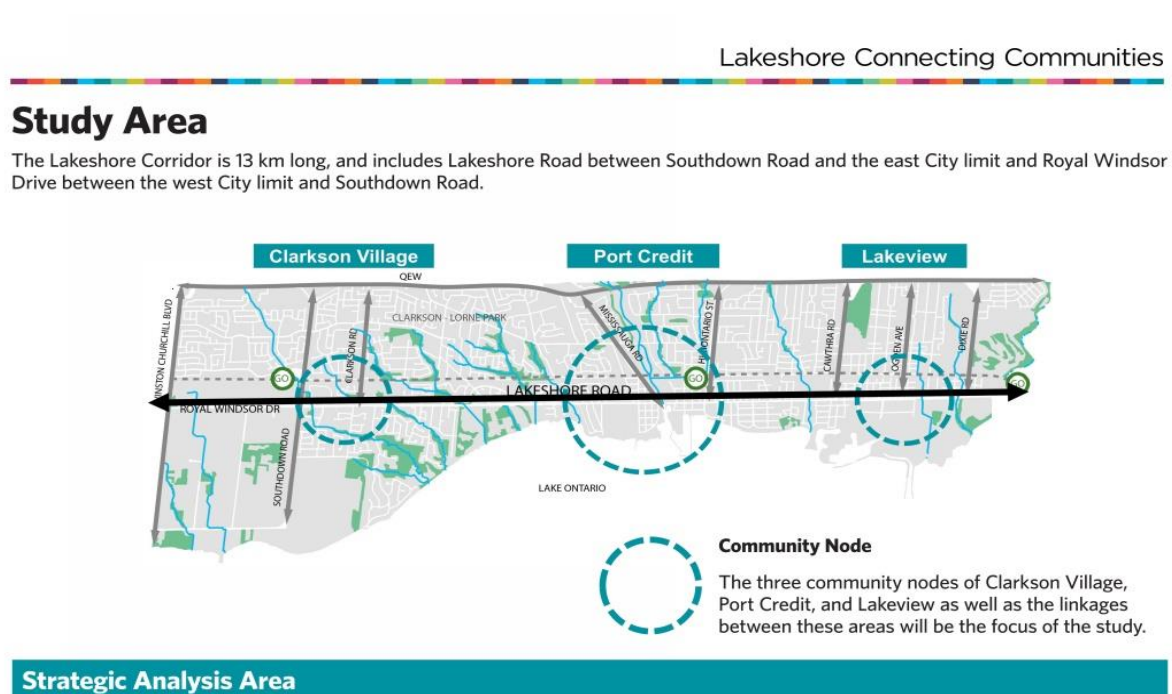 Lakeshore Connecting Communities
Study Area
The Lakeshore Corridor is 13 km long, and includes Lakeshore Road between Southdown Road and the east City limit and Royal Windsor
Drive between the west City limit and Southdown Road.
Clarkson Village
Port Credit
Lakeview
QEW
CLARKSON - LORNE PARK
INSTON CHURCHILL BLVD
CLARKSON RD
MISSISSAUGA RD
HURONTARIO ST
CAWTHRA RD
OGDEN AVE
DIXIE RD
GO
GO
GO
LAKESHORE ROAD
ROYAL WINDSOR DR
SOUTHDOWN ROAD
LAKE ONTARIO
Community Node
The three community nodes of Clarkson Village,
Port Credit, and Lakeview as well as the linkages
between these areas will be the focus of the study.
Strategic Analysis Area